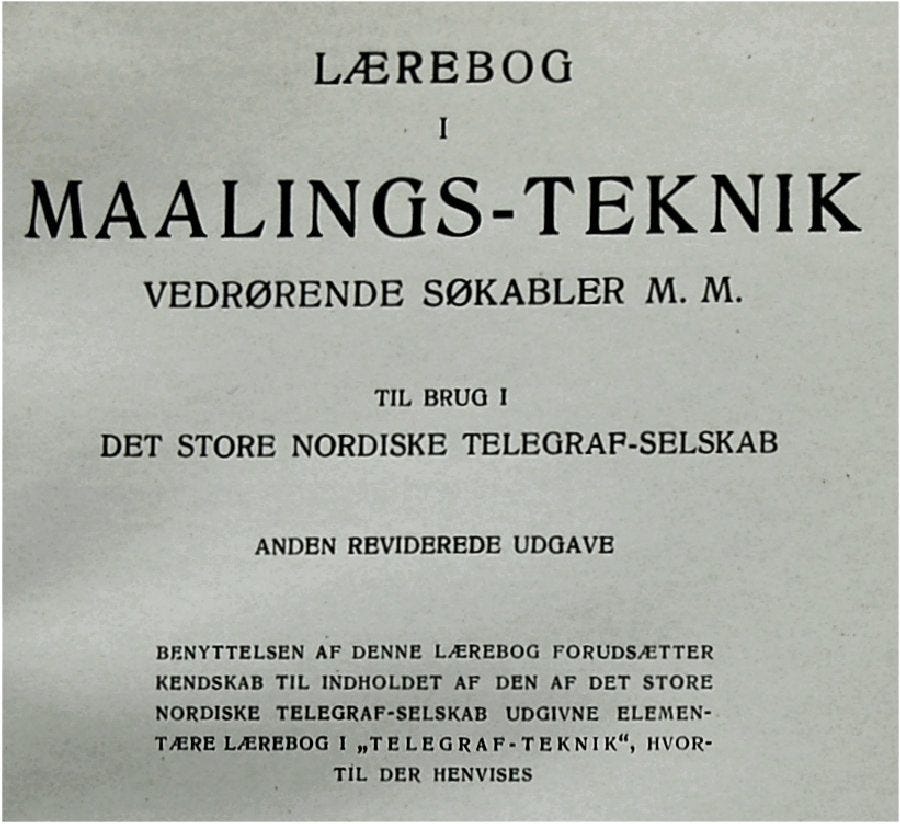 LÆREBOG
I
MAALINGS-TEKNIK
VEDRØRENDE SØKABLER M. M.
TIL BRUG I
DET STORE NORDISKE TELEGRAF-SELSKAB
ANDEN REVIDEREDE UDGAVE
BENYTTELSEN AF DENNE LÆREBOG FORUDSÆTTER
KENDSKAB TIL INDHOLDET AF DEN AF DET STORE
NORDISKE TELEGRAF-SELSKAB UDGIVNE ELEMEN-
TÆRE LÆREBOG I „TELEGRAF-TEKNIK“, HVOR-
TIL DER HENVISES